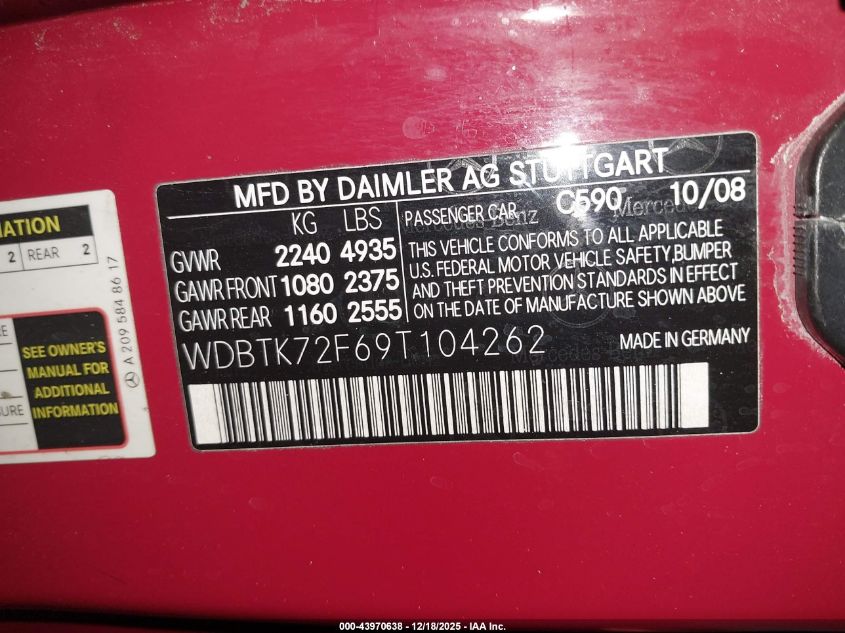 MFD BY DAIMLER AG STUTTGART
KG LBS PASSENGER CAR C590 10/08
GVWR 2240 4935
GAWR FRONT 1080 2375
GAWR REAR 1160 2555
THIS VEHICLE CONFORMS TO ALL APPLICABLE
U.S. FEDERAL MOTOR VEHICLE SAFETY,BUMPER
AND THEFT PREVENTION STANDARDS IN EFFECT
ON THE DATE OF MANUFACTURE SHOWN ABOVE
WDBTK72F69T104262 MADE IN GERMANY
2 REAR 2
SEE OWNER'S
MANUAL FOR
ADDITIONAL
INFORMATION
A 209 584 86 17
000-43970638 - 12/18/2025 - IAA Inc.